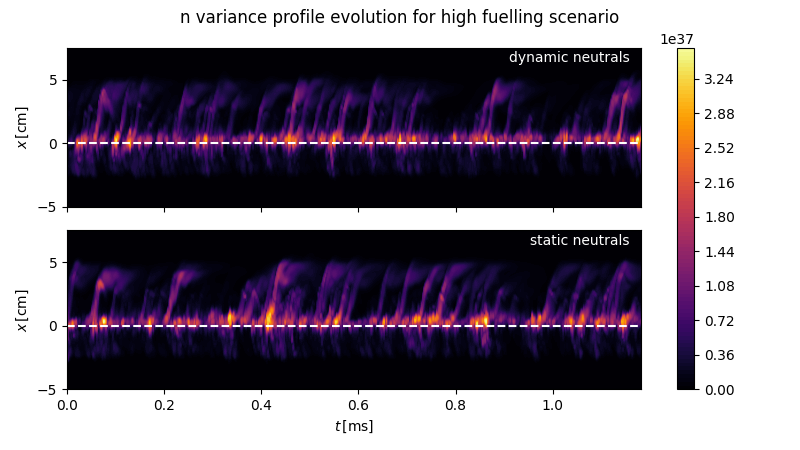 n variance profile evolution for high fuelling scenario
1e37
dynamic neutrals
x [cm]
5
0
−5
static neutrals
x [cm]
5
0
−5
0.0 0.2 0.4 0.6 0.8 1.0
t [ms]
3.24
2.88
2.52
2.16
1.80
1.44
1.08
0.72
0.36
0.00